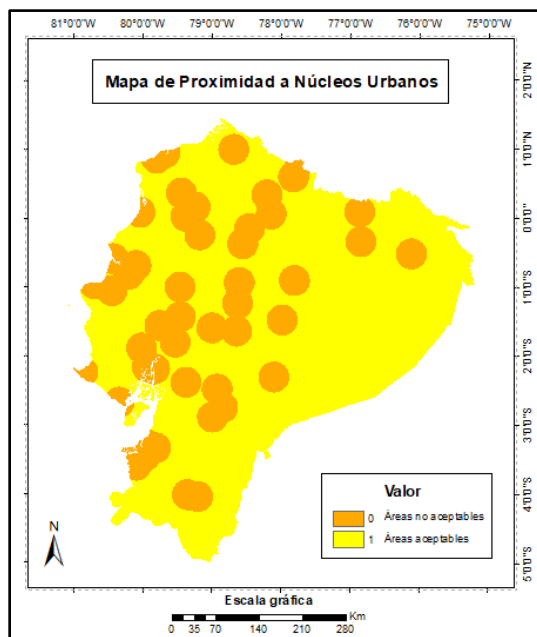 81°0'0"W 80°0'0"W 79°0'0"W 78°0'0"W 77°0'0"W 76°0'0"W 75°0'0"W
Mapa de Proximidad a Núcleos Urbanos
2°0'0"N
1°0'0"N
0°0'0"
1°0'0"S
2°0'0"S
3°0'0"S
4°0'0"S
5°0'0"S
Valor
0 Áreas no aceptables
1 Áreas aceptables
N
Escala gráfica
Km
0 35 70 140 210 280